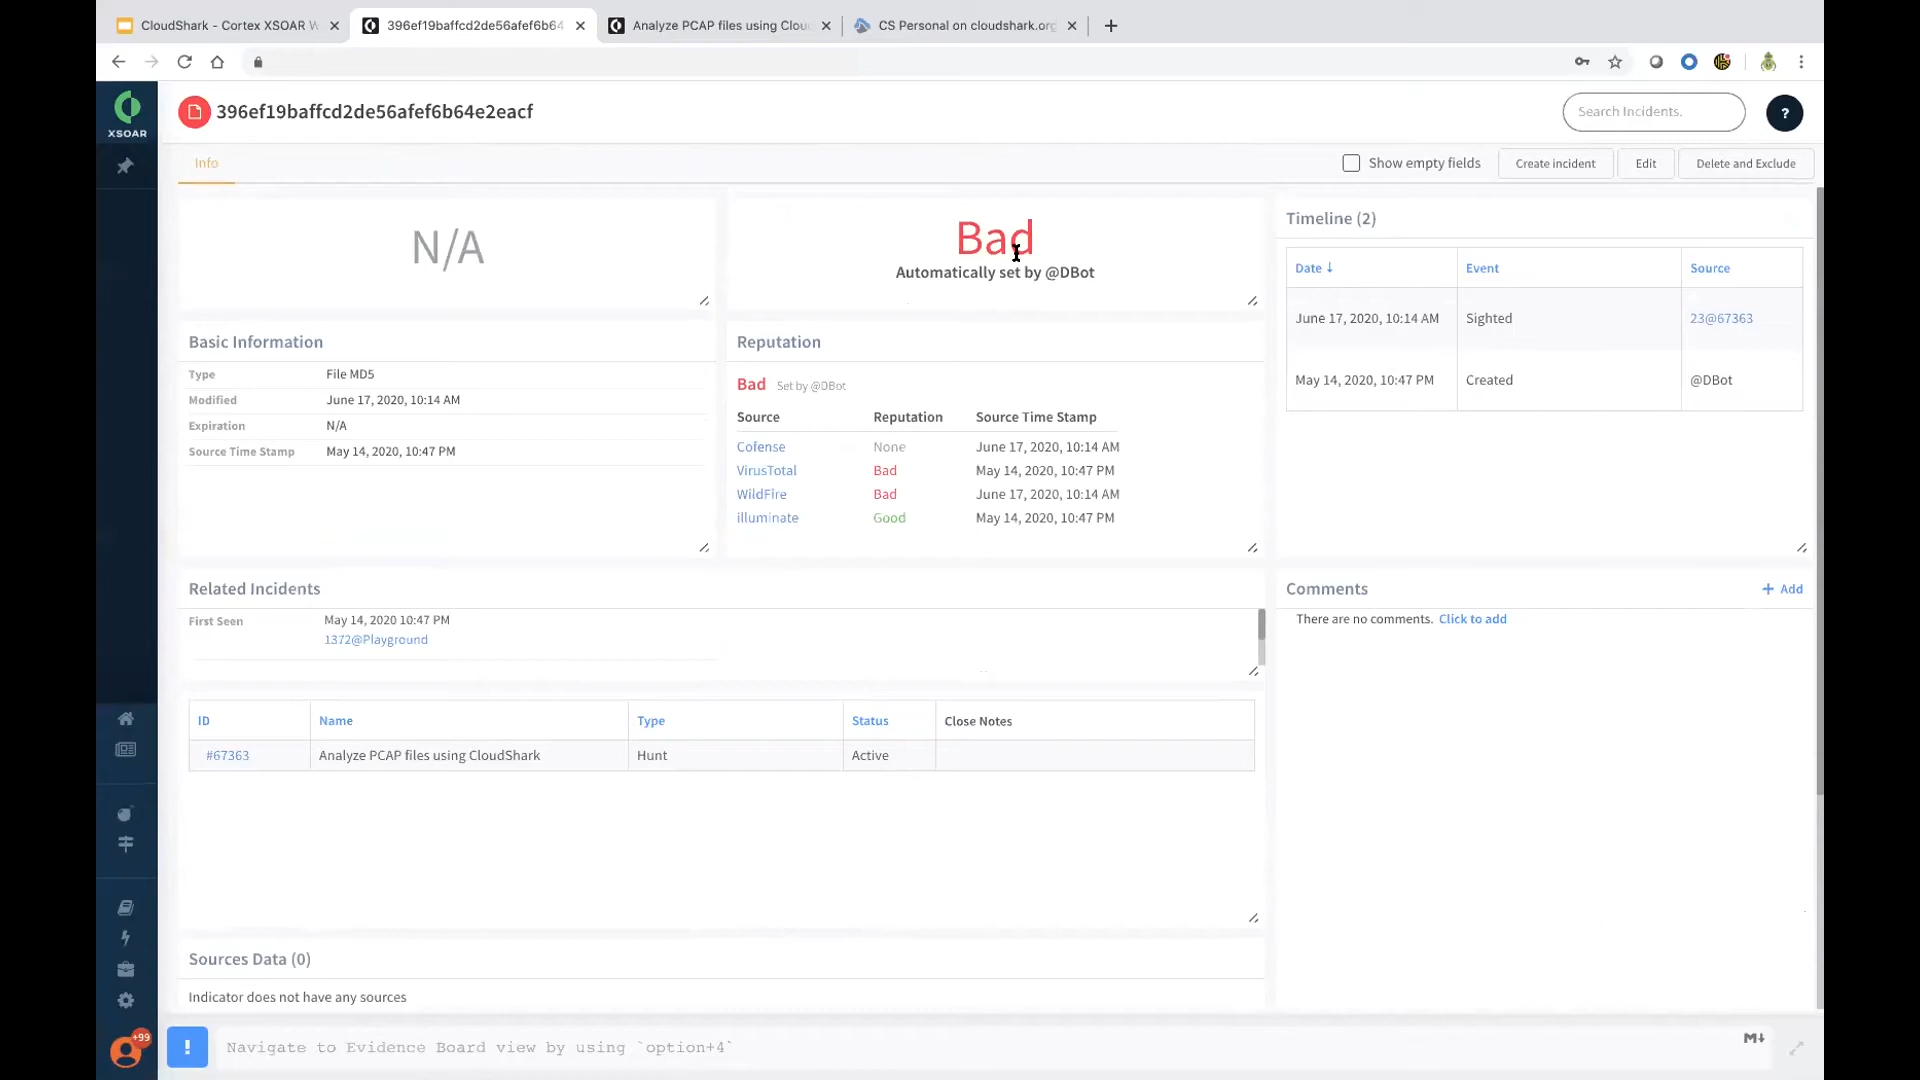 CloudShark - Cortex XSOAR W
396ef19baffcd2de56afef6b64
Analyze PCAP files using Clou
CS Personal on cloudshark.org
XSOAR
396ef19baffcd2de56afef6b64e2eacf
Search Incidents.
?
Info
Show empty fields
Create incident
Edit
Delete and Exclude
N/A
Bad
Automatically set by @DBot
Timeline (2)
Date ↓ Event Source
June 17, 2020, 10:14 AM Sighted 23@67363
May 14, 2020, 10:47 PM Created @DBot
Basic Information
Type File MD5
Modified June 17, 2020, 10:14 AM
Expiration N/A
Source Time Stamp May 14, 2020, 10:47 PM
Reputation
Bad Set by @DBot
Source Reputation Source Time Stamp
Cofense None June 17, 2020, 10:14 AM
VirusTotal Bad May 14, 2020, 10:47 PM
WildFire Bad June 17, 2020, 10:14 AM
illuminate Good May 14, 2020, 10:47 PM
Related Incidents
First Seen May 14, 2020 10:47 PM
1372@Playground
Comments + Add
There are no comments. Click to add
ID Name Type Status Close Notes
#67363 Analyze PCAP files using CloudShark Hunt Active
Sources Data (0)
Indicator does not have any sources
+99
!
Navigate to Evidence Board view by using `option+4`
M↓